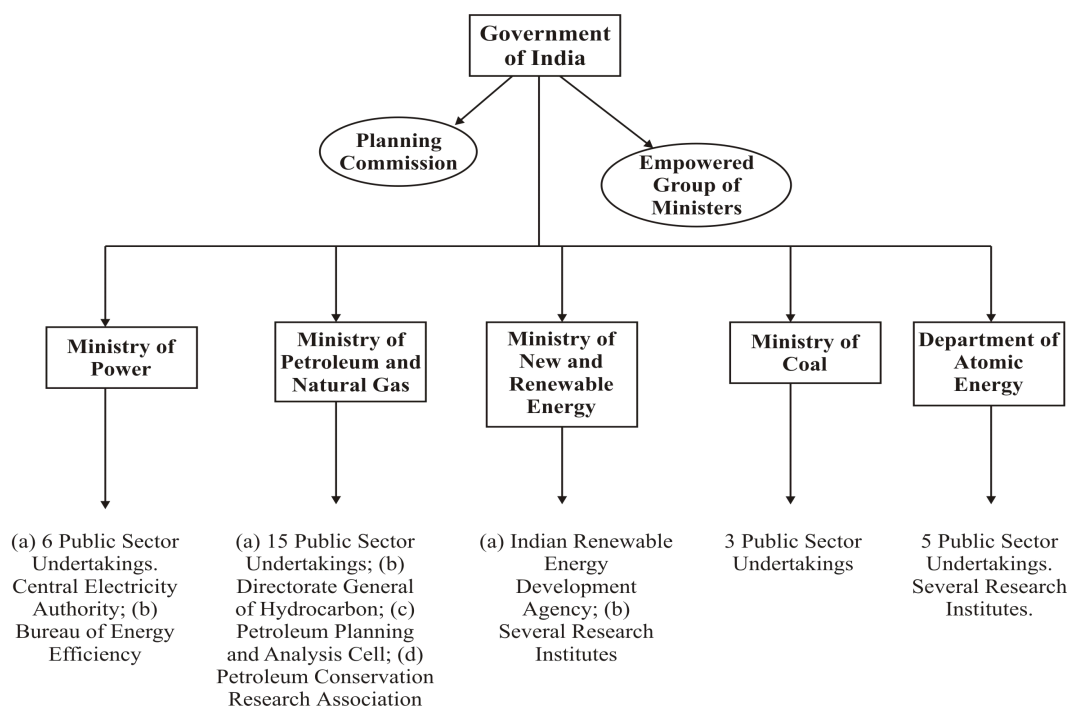 Government
of India
Planning
Commission
Empowered
Group of
Ministers
Ministry of
Power
Ministry of
Petroleum and
Natural Gas
Ministry of
New and
Renewable
Energy
Ministry of
Coal
Department of
Atomic
Energy
(a) 6 Public Sector
Undertakings.
Central Electricity
Authority; (b)
Bureau of Energy
Efficiency
(a) 15 Public Sector
Undertakings; (b)
Directorate General
of Hydrocarbon; (c)
Petroleum Planning
and Analysis Cell; (d)
Petroleum Conservation
Research Association
(a) Indian Renewable
Energy
Development
Agency; (b)
Several Research
Institutes
3 Public Sector
Undertakings
5 Public Sector
Undertakings.
Several Research
Institutes.